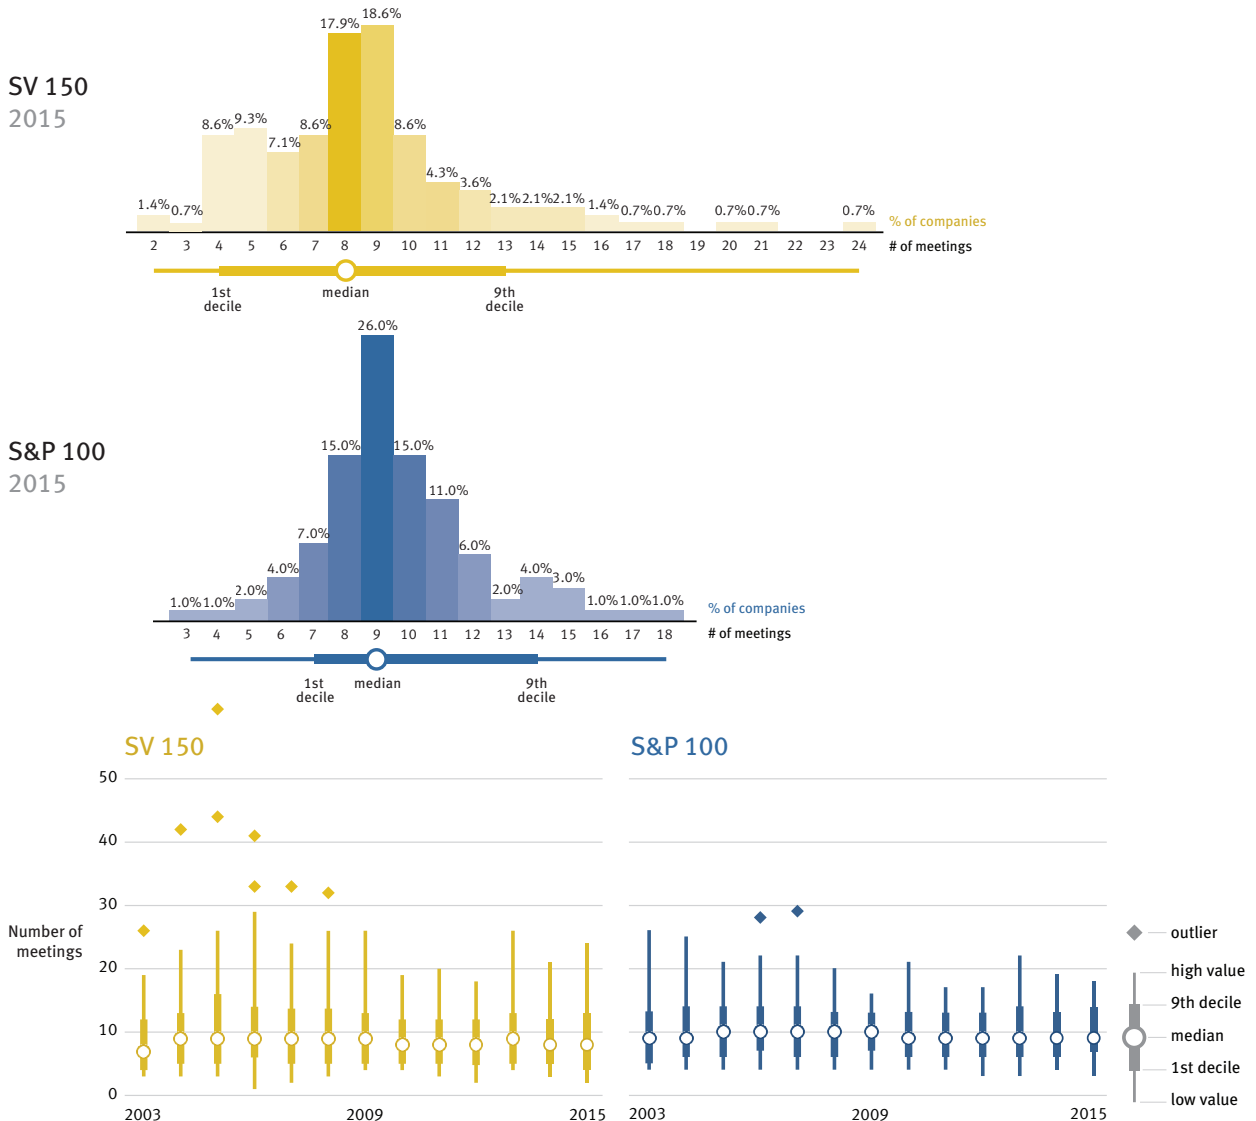 SV 150
2015
1.4% 0.7% 8.6% 9.3% 7.1% 8.6% 17.9% 18.6% 8.6% 4.3% 3.6% 2.1% 2.1% 2.1% 1.4% 0.7% 0.7% 0.7% 0.7% 0.7%
% of companies
2 3 4 5 6 7 8 9 10 11 12 13 14 15 16 17 18 19 20 21 22 23 24 # of meetings
1st decile
median
9th decile
S&P 100
2015
1.0% 1.0% 2.0% 4.0% 7.0% 15.0% 26.0% 15.0% 11.0% 6.0% 2.0% 4.0% 3.0% 1.0% 1.0% 1.0%
% of companies
3 4 5 6 7 8 9 10 11 12 13 14 15 16 17 18 # of meetings
1st decile
median
9th decile
SV 150
S&P 100
50
40
30
20
10
0
Number of
meetings
2003 2009 2015
2003 2009 2015
outlier
high value
9th decile
median
1st decile
low value